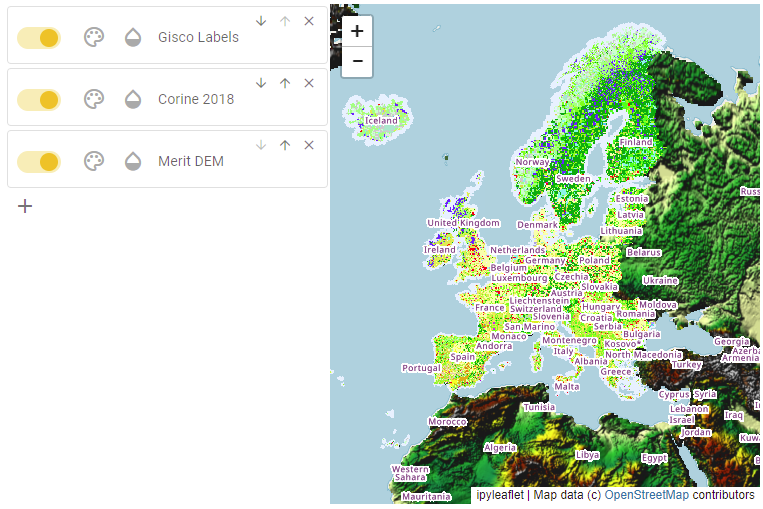 Gisco Labels
Corine 2018
Merit DEM
+
+
-
Iceland
Finland
Norway
Sweden
Estonia
Russ
Latvia
United Kingdom
Denmark
Lithuania
Ireland
Netherlands
Belarus
Germany
Poland
Belgium
Luxembourg
Czechia
Ukraine
Slovakia
Austria
Liechtenstein
France
Switzerland
Hungary
Moldova
Slovenia
Croatia
Romania
San Marino
Serbia
Monaco
Bulgaria
Andorra
Montenegro
Kosovo*
Georgia
Italy
Azerb
Spain
Albania
North Macedonia
Armenia
Portugal
Greece
Turkey
Malta
Cyprus
Syria
Tunisia
Lebanon
Iraq
Morocco
Israel
Jordan
Kuwa
Algeria
Libya
Egypt
Western
Sahara
Mauritania
ipyleaflet | Map data (c) OpenStreetMap contributors